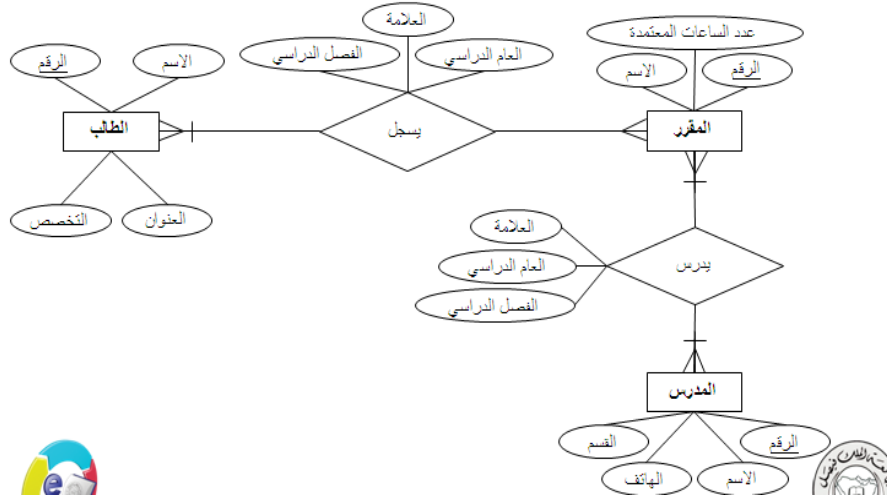 العلامة
العام الدراسي
الفصل الدراسي
عدد الساعات المعتمدة
الرقم
الاسم
الاسم
الرقم
المقرر
يسجل
الطالب
العنوان
التخصص
العلامة
العام الدراسي
الفصل الدراسي
يدرس
المدرس
الرقم
الاسم
الهاتف
القسم
e